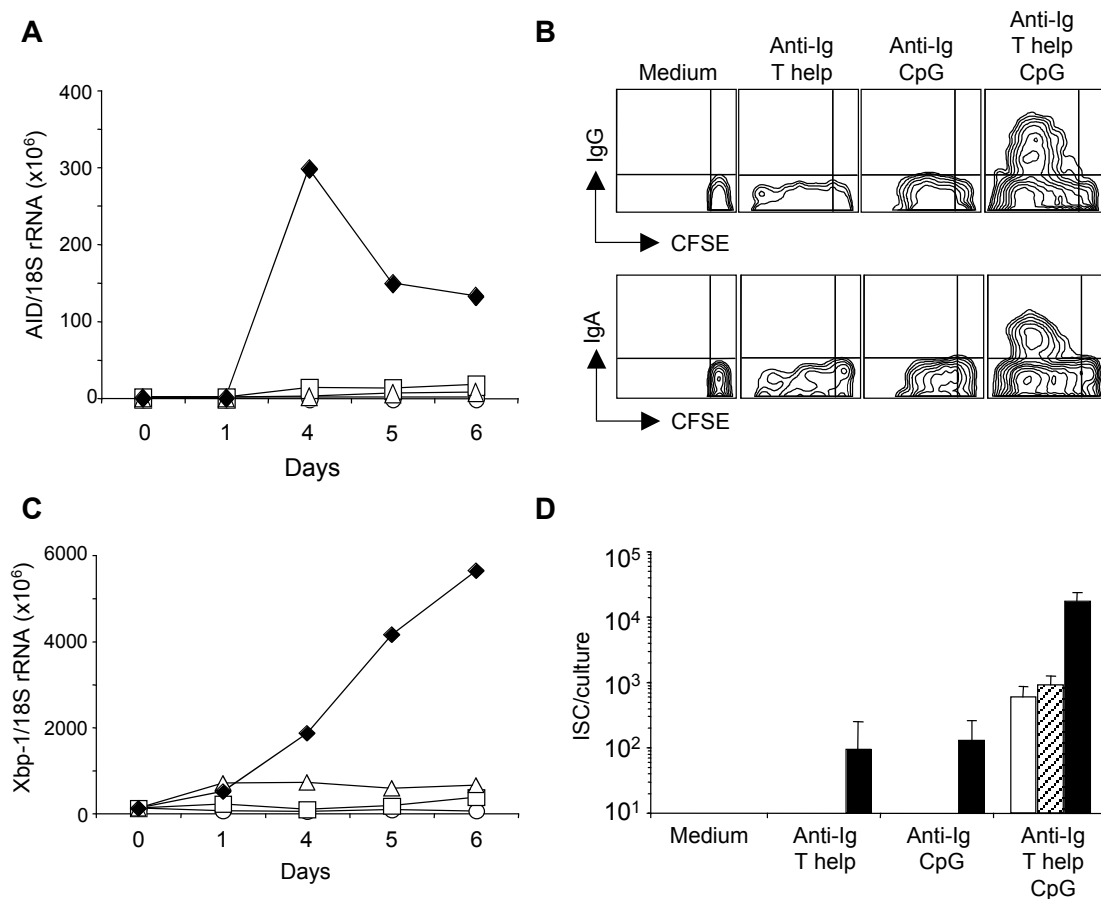 A
AID/18S rRNA (x10⁶)
400
300
200
100
0
0 1 4 5 6
Days
B
Medium
Anti-Ig
T help
Anti-Ig
CpG
Anti-Ig
T help
CpG
IgG
CFSE
IgA
CFSE
C
Xbp-1/18S rRNA (x10⁶)
6000
4000
2000
0
0 1 4 5 6
Days
D
ISC/culture
10⁵
10⁴
10³
10²
10¹
Medium
Anti-Ig
T help
Anti-Ig
CpG
Anti-Ig
T help
CpG